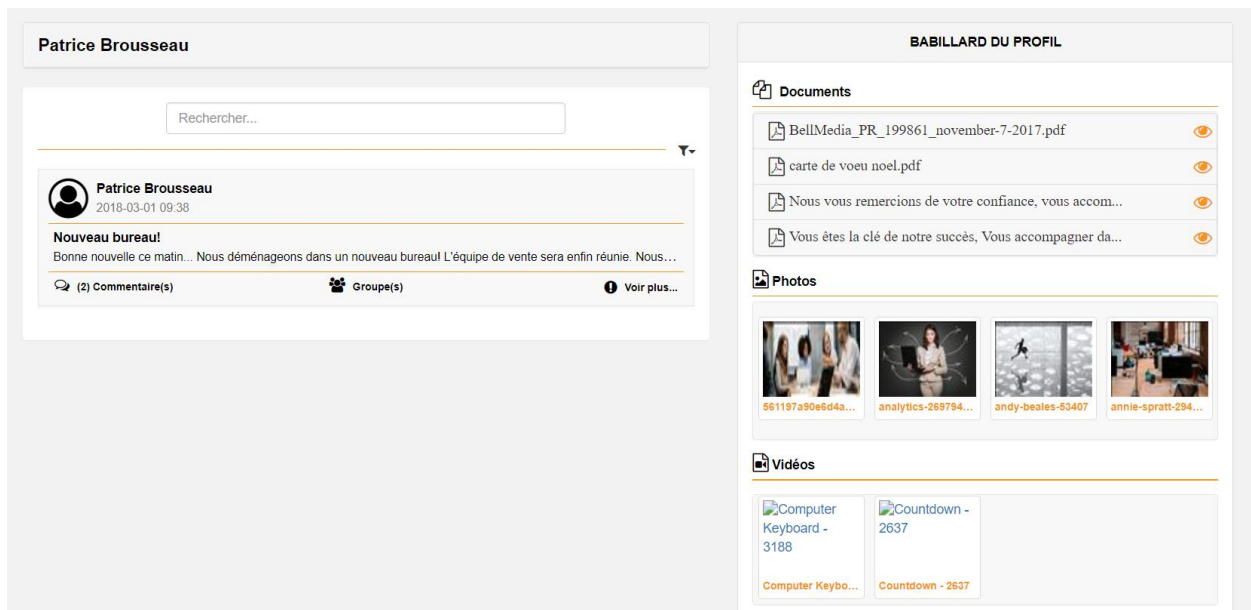 Patrice Brousseau
Rechercher...
Patrice Brousseau
2018-03-01 09:38
Nouveau bureau!
Bonne nouvelle ce matin... Nous déménageons dans un nouveau bureau! L'équipe de vente sera enfin réunie. Nous...
(2) Commentaire(s) Groupe(s) Voir plus...
BABILLARD DU PROFIL
Documents
BellMedia_PR_199861_november-7-2017.pdf
carte de voeu noel.pdf
Nous vous remercions de votre confiance, vous accom...
Vous êtes la clé de notre succès, Vous accompagner da...
Photos
561197a90e6d4a... analytics-269794... andy-beales-53407 annie-spratt-294...
Vidéos
Computer Countdown -
Keyboard - 2637
3188
Computer Keybo... Countdown - 2637